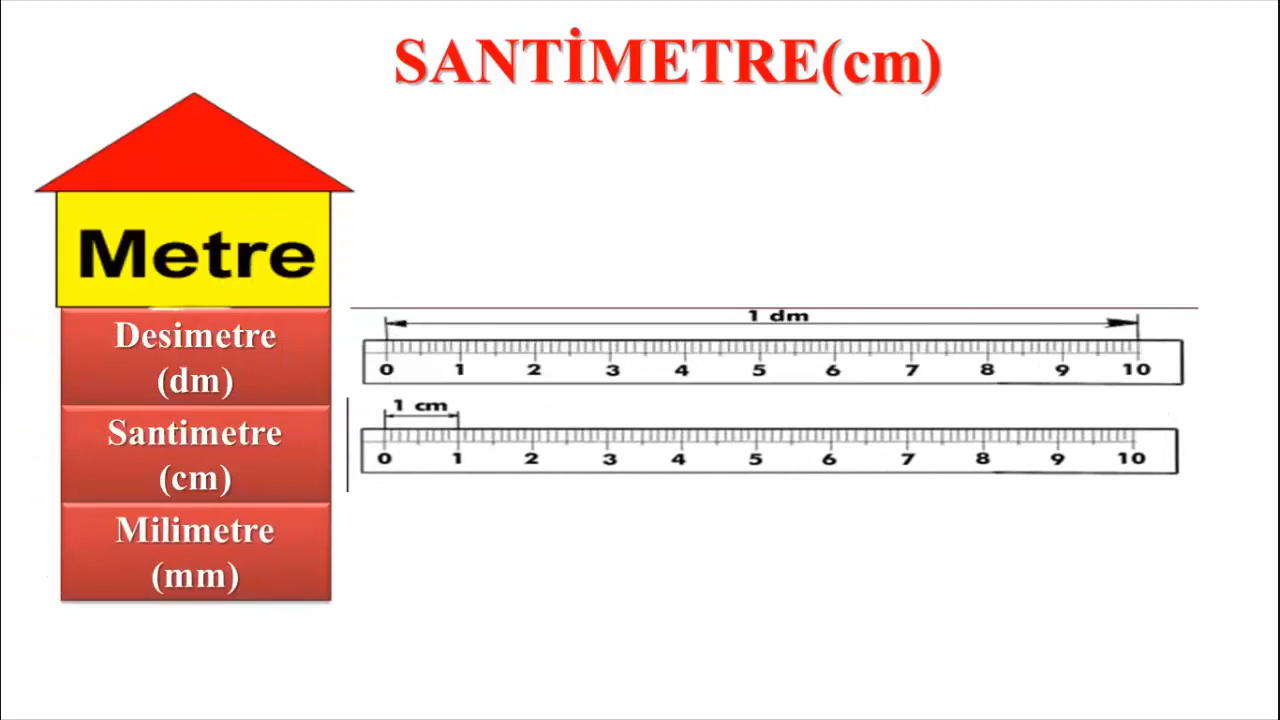 SANTİMETRE(cm)
Metre
Desimetre
(dm)
Santimetre
(cm)
Milimetre
(mm)
1 dm
0 1 2 3 4 5 6 7 8 9 10
1 cm
0 1 2 3 4 5 6 7 8 9 10